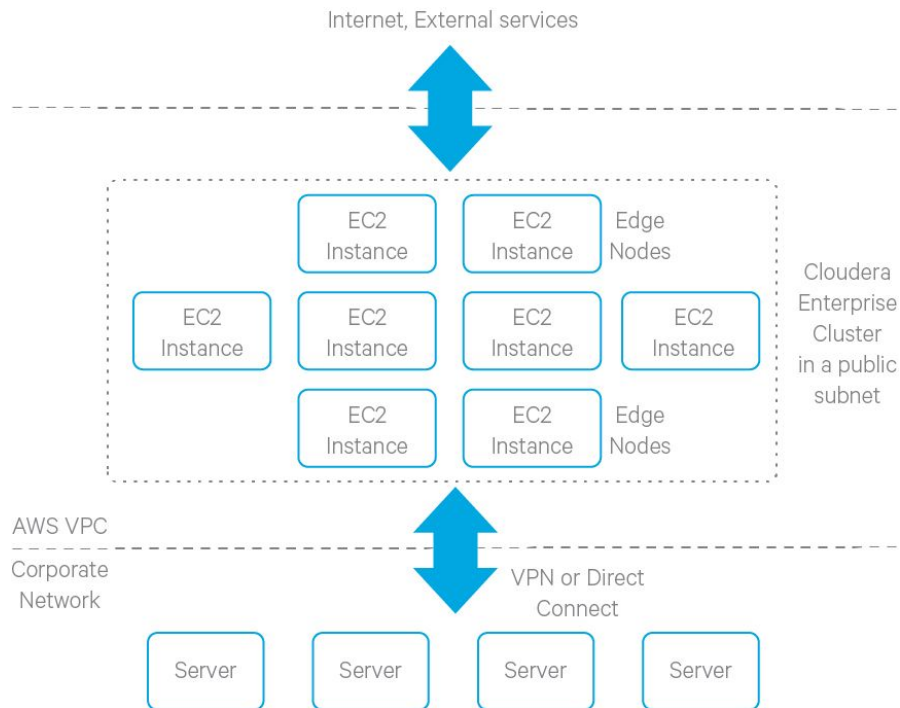 Internet, External services
EC2
Instance
EC2
Instance
Edge
Nodes
EC2
Instance
EC2
Instance
EC2
Instance
EC2
Instance
Cloudera
Enterprise
Cluster
in a public
subnet
EC2
Instance
EC2
Instance
Edge
Nodes
AWS VPC
Corporate
Network
VPN or Direct
Connect
Server
Server
Server
Server